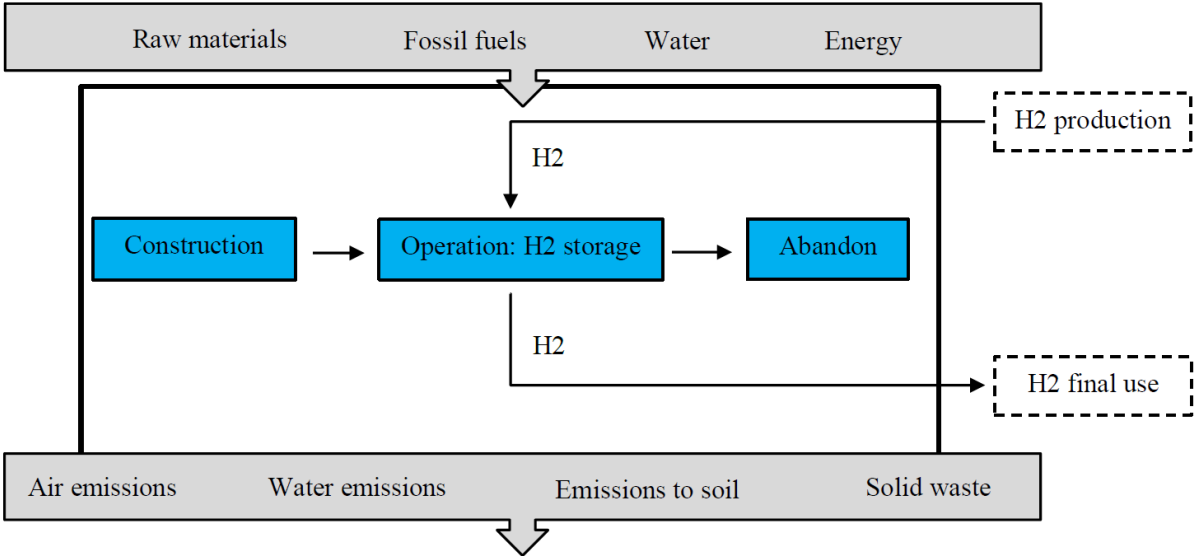 Raw materials Fossil fuels Water Energy
H2 production
H2
Construction Operation: H2 storage Abandon
H2
H2 final use
Air emissions Water emissions Emissions to soil Solid waste